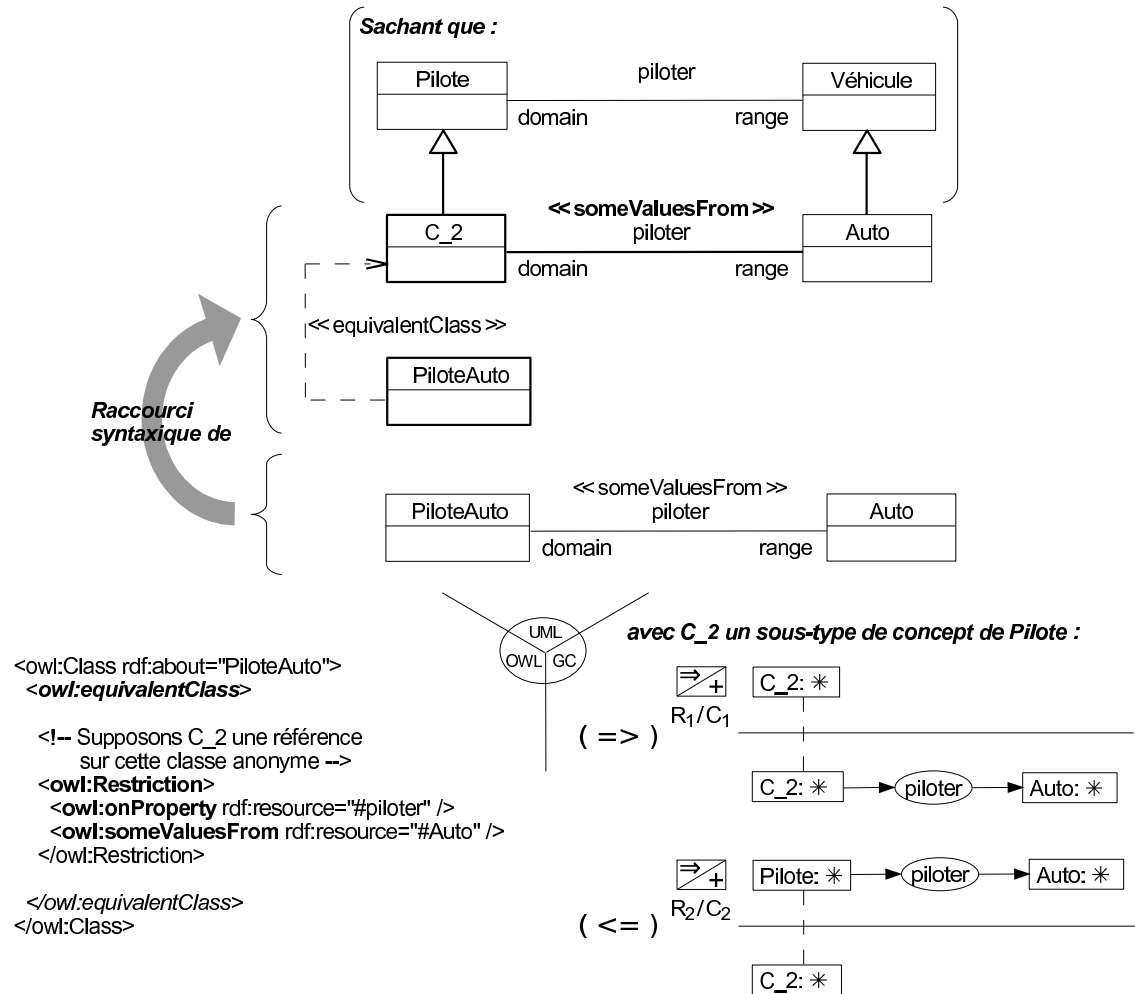 Sachant que :
Pilote
piloter
Véhicule
domain
range
<<someValuesFrom>>
C_2
piloter
Auto
domain
range
<<equivalentClass>>
PiloteAuto
Raccourci
syntaxique de
<<someValuesFrom>>
PiloteAuto
piloter
Auto
domain
range
UML
OWL
GC
avec C_2 un sous-type de concept de Pilote :
<owl:Class rdf:about="PiloteAuto">
<owl:equivalentClass>
<!-- Supposons C_2 une référence
sur cette classe anonyme -->
<owl:Restriction>
<owl:onProperty rdf:resource="#piloter" />
<owl:someValuesFrom rdf:resource="#Auto" />
</owl:Restriction>
</owl:equivalentClass>
</owl:Class>
( => )
⇒ +
R1/C1
C_2: ∗
C_2: ∗
piloter
Auto: ∗
( <= )
⇒ +
R2/C2
Pilote: ∗
piloter
Auto: ∗
C_2: ∗